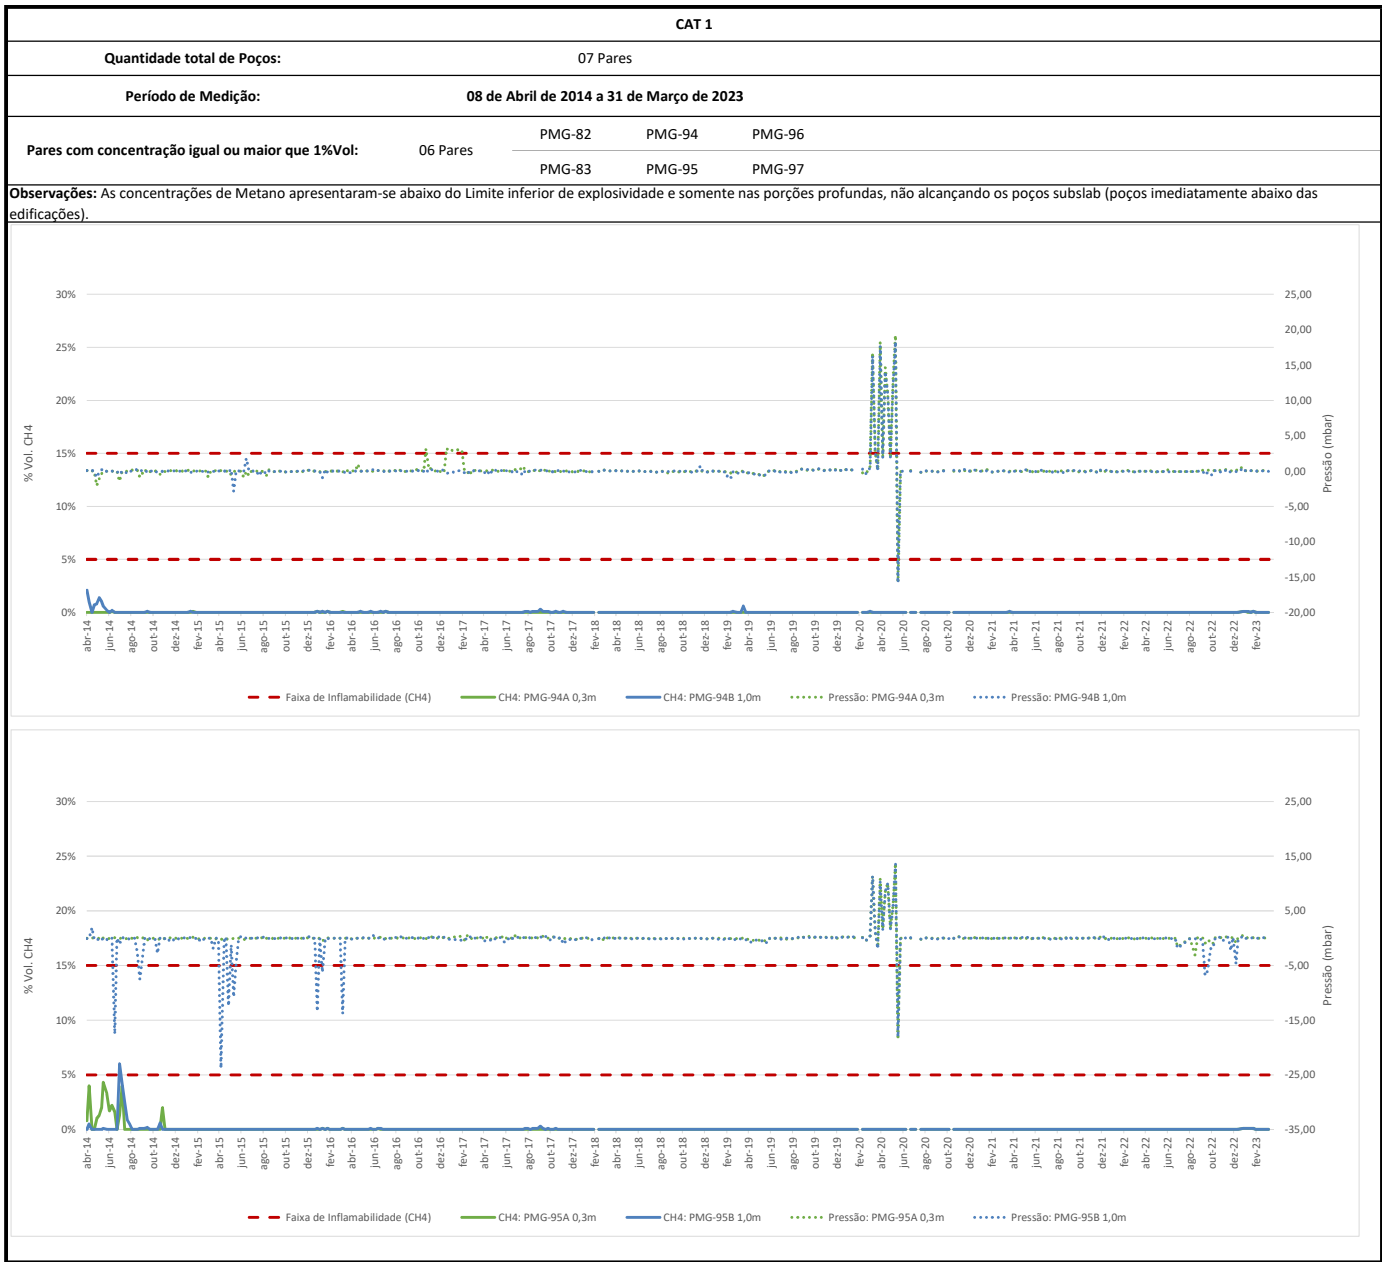 CAT 1
Quantidade total de Poços: 07 Pares
Período de Medição: 08 de Abril de 2014 a 31 de Março de 2023
Pares com concentração igual ou maior que 1%Vol: 06 Pares
PMG-82 PMG-94 PMG-96
PMG-83 PMG-95 PMG-97
Observações: As concentrações de Metano apresentaram-se abaixo do Limite inferior de explosividade e somente nas porções profundas, não alcançando os poços subslab (poços imediatamente abaixo das
edificações).
% Vol. CH4
30%
25%
20%
15%
10%
5%
0%
25,00
20,00
15,00
10,00
5,00
0,00
-5,00
-10,00
-15,00
-20,00
Pressão (mbar)
abr-14 jun-14 ago-14 out-14 dez-14 fev-15 abr-15 jun-15 ago-15 out-15 dez-15 fev-16 abr-16 jun-16 ago-16 out-16 dez-16 fev-17 abr-17 jun-17 ago-17 out-17 dez-17 fev-18 abr-18 jun-18 ago-18 out-18 dez-18 fev-19 abr-19 jun-19 ago-19 out-19 dez-19 fev-20 abr-20 jun-20 ago-20 out-20 dez-20 fev-21 abr-21 jun-21 ago-21 out-21 dez-21 fev-22 abr-22 jun-22 ago-22 out-22 dez-22 fev-23
Faixa de Inflamabilidade (CH4) CH4: PMG-94A 0,3m CH4: PMG-94B 1,0m Pressão: PMG-94A 0,3m Pressão: PMG-94B 1,0m
% Vol. CH4
30%
25%
20%
15%
10%
5%
0%
25,00
15,00
5,00
-5,00
-15,00
-25,00
-35,00
Pressão (mbar)
abr-14 jun-14 ago-14 out-14 dez-14 fev-15 abr-15 jun-15 ago-15 out-15 dez-15 fev-16 abr-16 jun-16 ago-16 out-16 dez-16 fev-17 abr-17 jun-17 ago-17 out-17 dez-17 fev-18 abr-18 jun-18 ago-18 out-18 dez-18 fev-19 abr-19 jun-19 ago-19 out-19 dez-19 fev-20 abr-20 jun-20 ago-20 out-20 dez-20 fev-21 abr-21 jun-21 ago-21 out-21 dez-21 fev-22 abr-22 jun-22 ago-22 out-22 dez-22 fev-23
Faixa de Inflamabilidade (CH4) CH4: PMG-95A 0,3m CH4: PMG-95B 1,0m Pressão: PMG-95A 0,3m Pressão: PMG-95B 1,0m